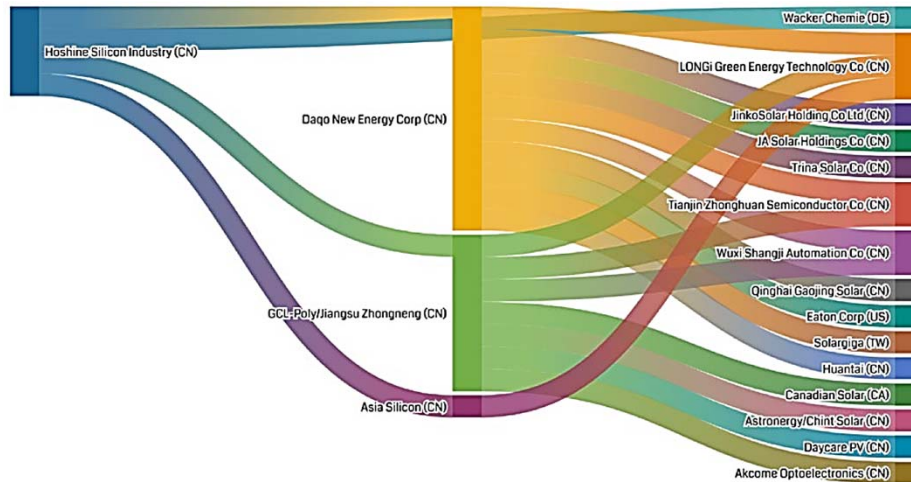 Hoshine Silicon Industry (CN)
Daqo New Energy Corp (CN)
GCL-Poly/Jiangsu Zhongneng (CN)
Asia Silicon (CN)
Wacker Chemie (DE)
LONGi Green Energy Technology Co (CN)
JinkoSolar Holding Co Ltd (CN)
JA Solar Holdings Co (CN)
Trina Solar Co (CN)
Tianjin Zhonghuan Semiconductor Co (CN)
Wuxi Shangji Automation Co (CN)
Qinghai Gaojing Solar (CN)
Eaton Corp (US)
Solargiga (TW)
Huantai (CN)
Canadian Solar (CA)
Astronergy/Chint Solar (CN)
Daycare PV (CN)
Akcome Optoelectronics (CN)